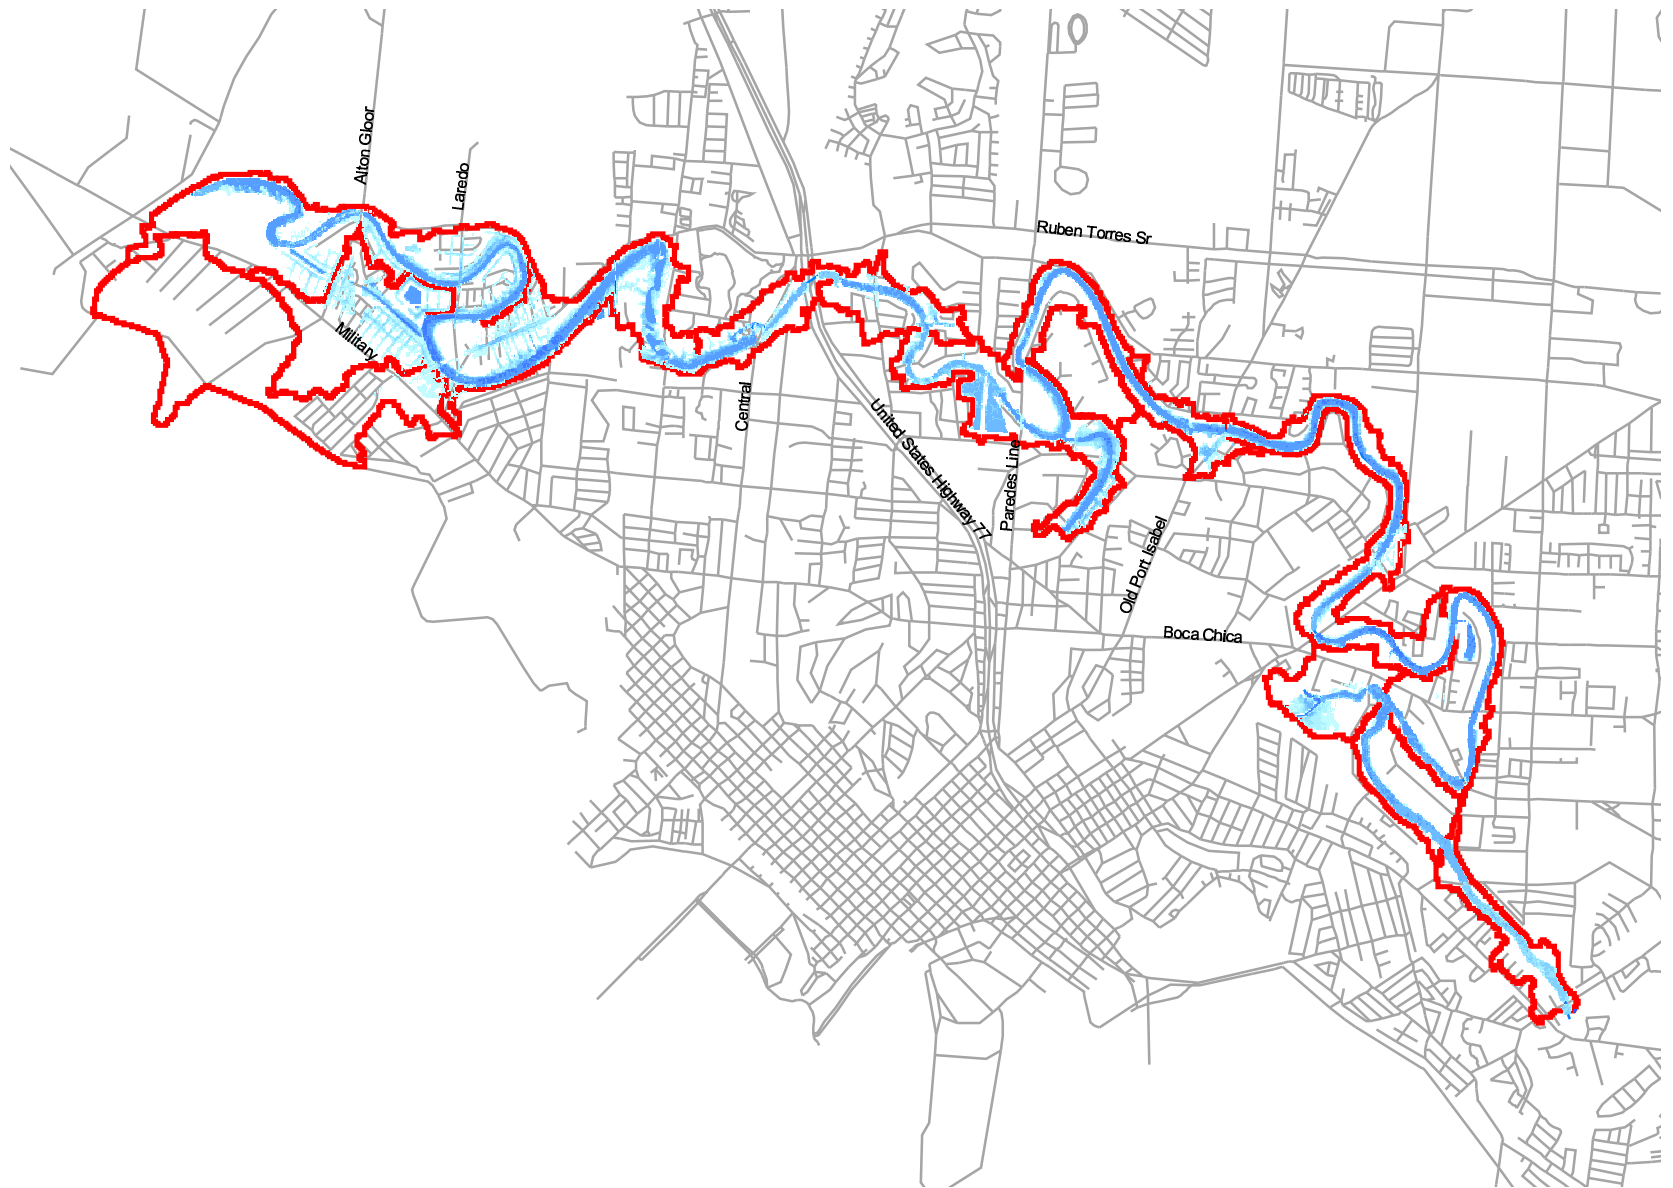 Alton Gloor
Laredo
Ruben Torres Sr
Military
Central
United States Highway 77
Paredes Line
Old Port Isabel
Boca Chica